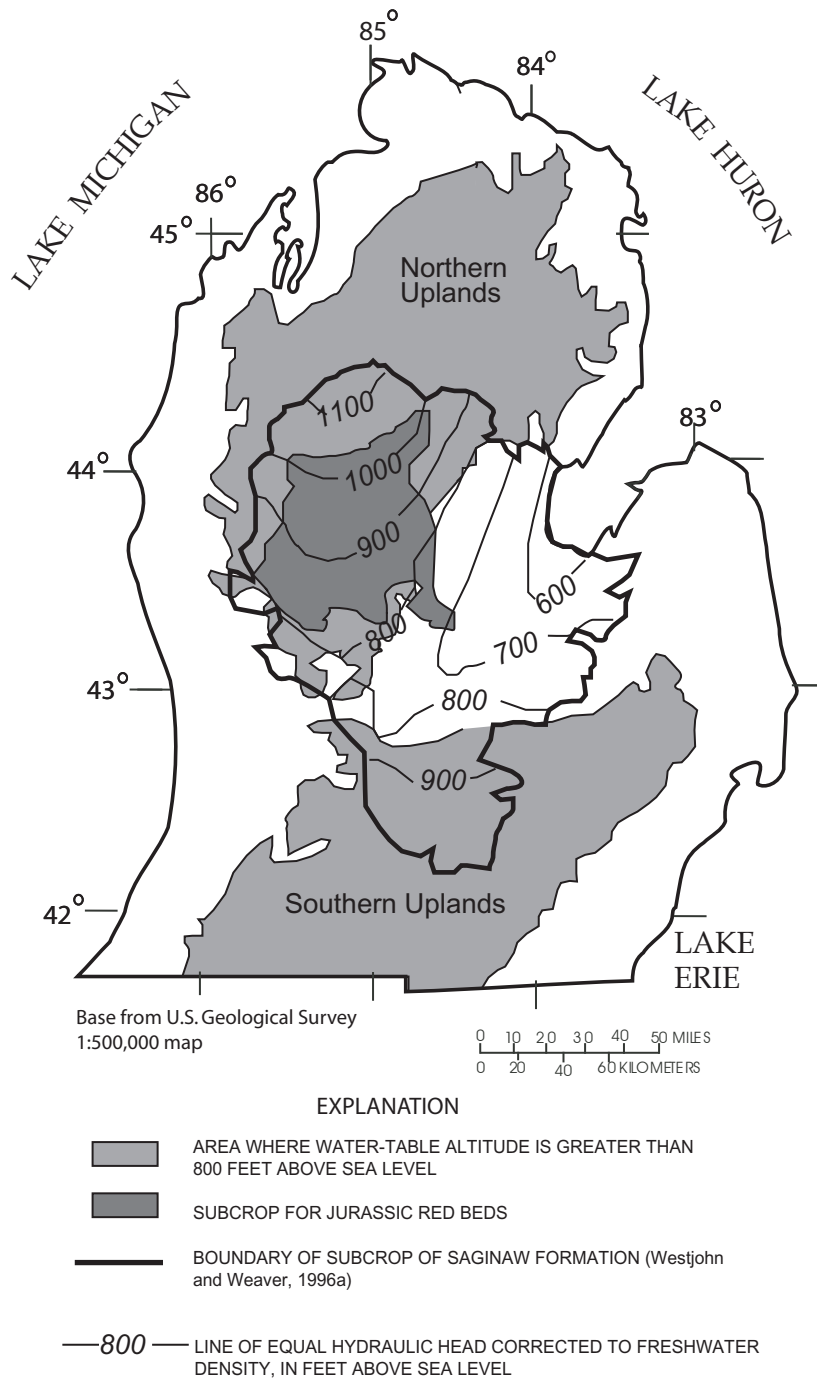 85°
84°
LAKE MICHIGAN
LAKE HURON
86°
45°
Northern
Uplands
83°
1100
44°
1000
900
600
800
700
43°
800
900
Southern Uplands
42°
LAKE
ERIE
Base from U.S. Geological Survey
1:500,000 map
0 10 20 30 40 50 MILES
0 20 40 60 KILOMETERS
EXPLANATION
AREA WHERE WATER-TABLE ALTITUDE IS GREATER THAN
800 FEET ABOVE SEA LEVEL
SUBCROP FOR JURASSIC RED BEDS
BOUNDARY OF SUBCROP OF SAGINAW FORMATION (Westjohn
and Weaver, 1996a)
800
LINE OF EQUAL HYDRAULIC HEAD CORRECTED TO FRESHWATER
DENSITY, IN FEET ABOVE SEA LEVEL